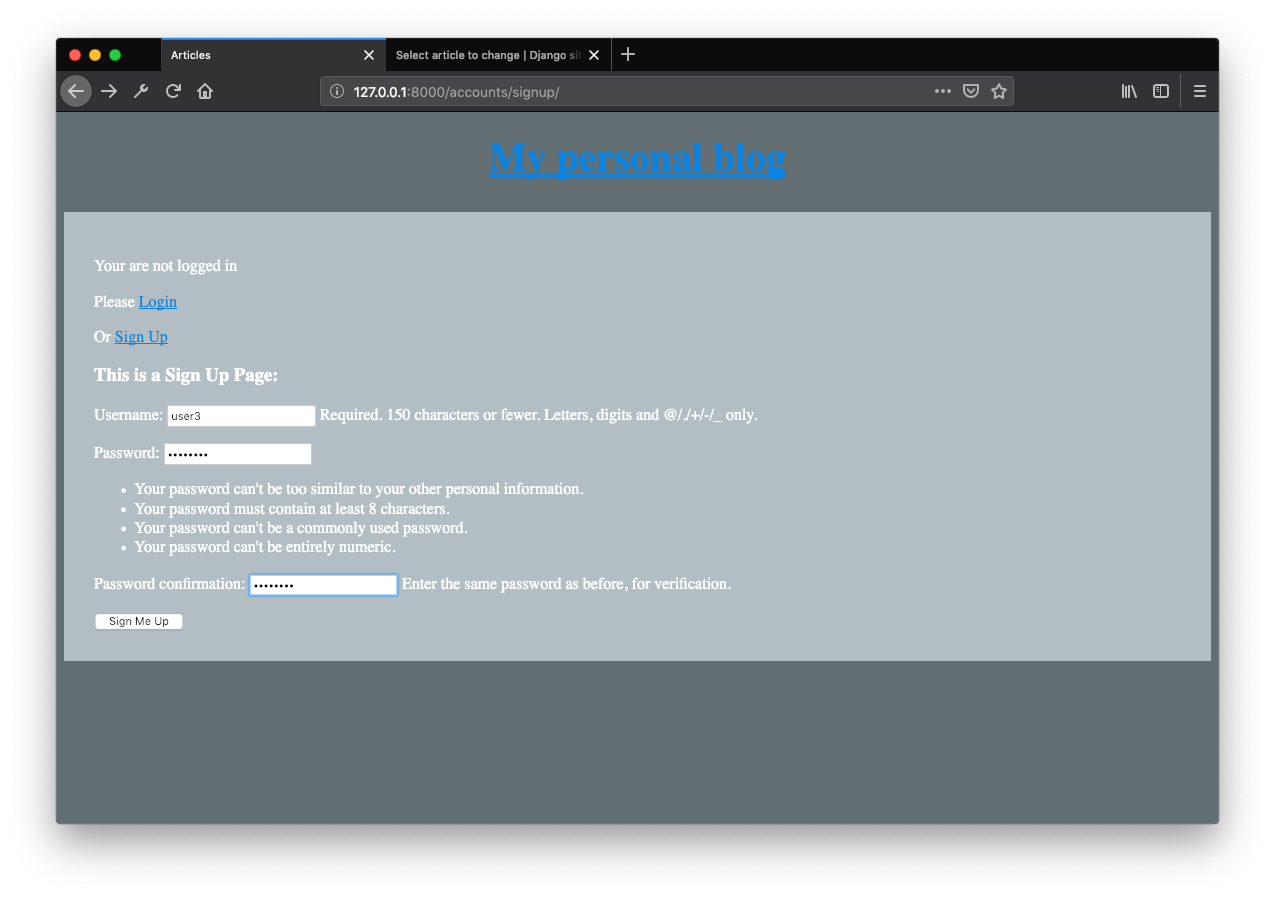 Articles
Select article to change | Django sit
127.0.0.1:8000/accounts/signup/
My personal blog
Your are not logged in
Please Login
Or Sign Up
This is a Sign Up Page:
Username: user3 Required. 150 characters or fewer. Letters, digits and @/./+/-/_ only.
Password: ••••••••
• Your password can't be too similar to your other personal information.
• Your password must contain at least 8 characters.
• Your password can't be a commonly used password.
• Your password can't be entirely numeric.
Password confirmation: •••••••• Enter the same password as before, for verification.
Sign Me Up